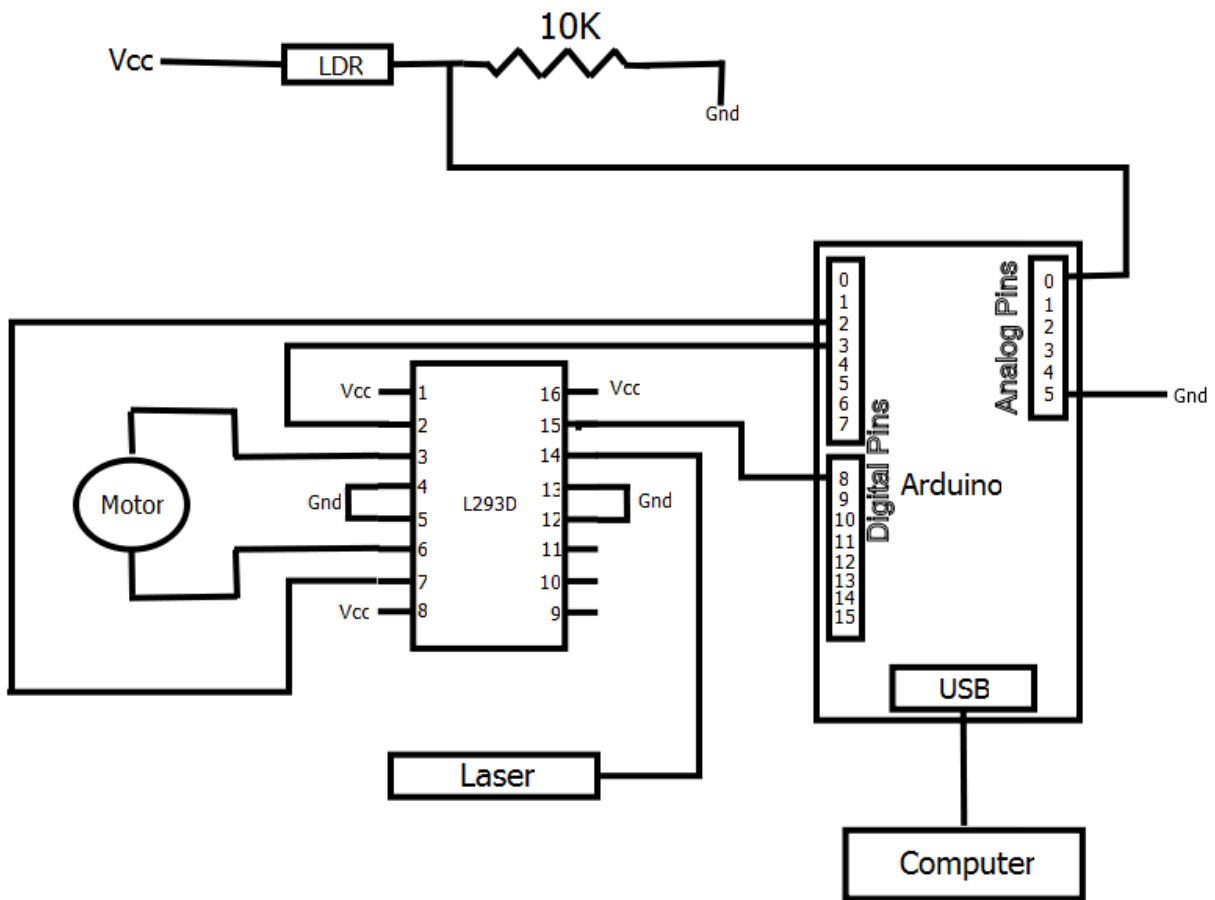 10K
Vcc
LDR
Gnd
0
1
2
3
4
5
6
7
Digital Pins
8
9
10
11
12
13
14
15
Analog Pins
0
1
2
3
4
5
Gnd
Arduino
Vcc
1
2
3
4
5
6
7
8
Gnd
Vcc
L293D
16
15
14
13
12
11
10
9
Vcc
Gnd
Motor
USB
Laser
Computer